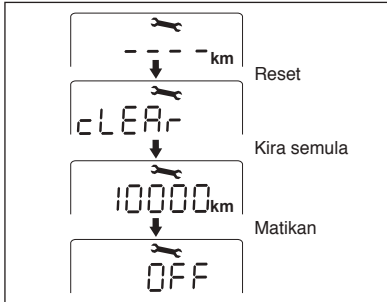 ---- km
Reset
cLEAr
Kira semula
10000km
Matikan
OFF